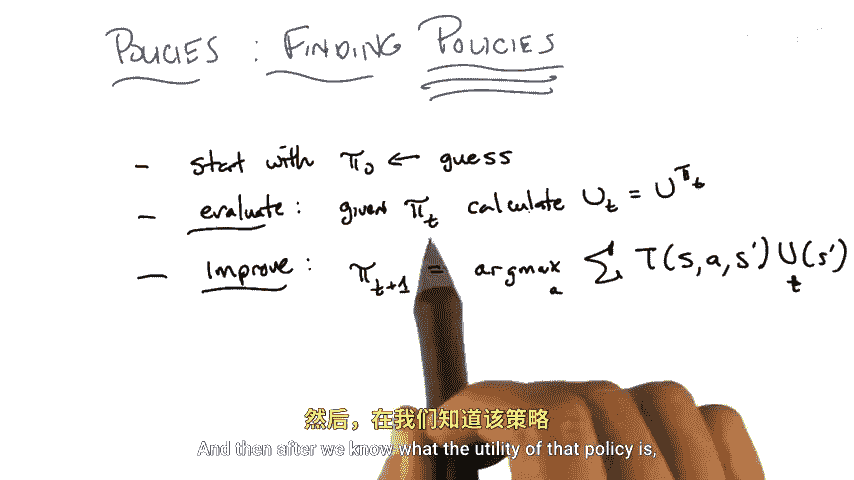 POLICIES : FINDING POLICIES
- start with π₀ ← guess
- evaluate : given πₜ calculate Uₜ = U^πₜ
- Improve : πₜ₊₁ = argmaxₐ ∑ T(s,a,s') Uₜ(s')
然后，在我们知道该策略
And then after we know what the utility of that policy is,